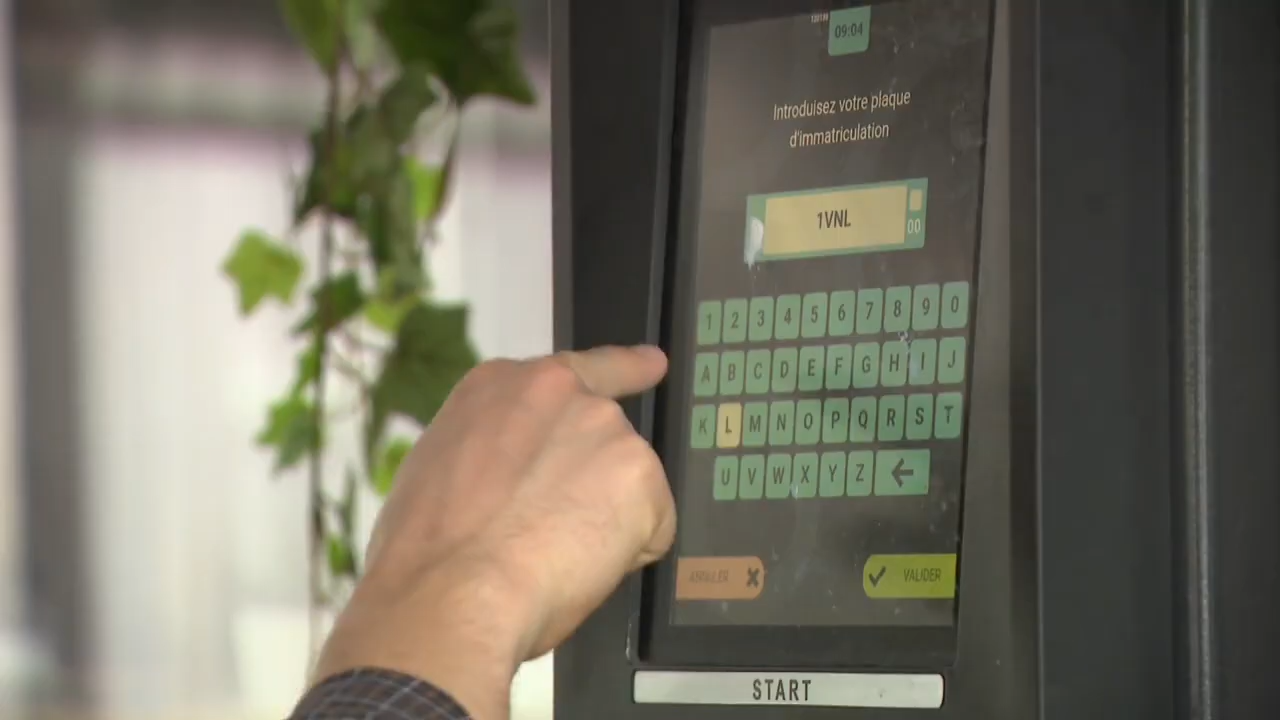 09:04
Introduisez votre plaque
d'immatriculation
1VNL
00
1 2 3 4 5 6 7 8 9 0
A B C D E F G H I J
K L M N O P Q R S T
U V W X Y Z ←
ANNULER ✖
✔ VALIDER
START